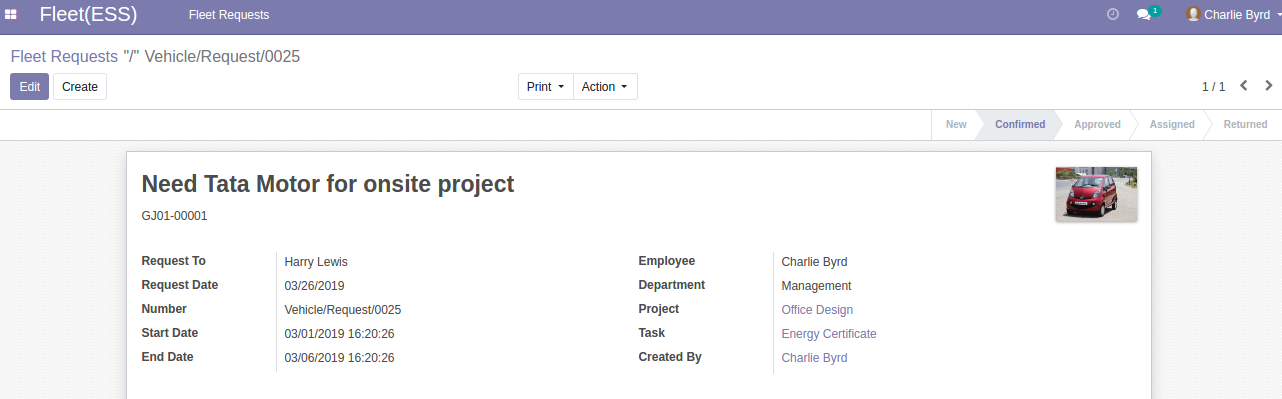 Fleet(ESS) Fleet Requests 1 Charlie Byrd
Fleet Requests "/" Vehicle/Request/0025
Edit Create Print Action 1 / 1
New Confirmed Approved Assigned Returned
Need Tata Motor for onsite project
GJ01-00001
Request To Harry Lewis Employee Charlie Byrd
Request Date 03/26/2019 Department Management
Number Vehicle/Request/0025 Project Office Design
Start Date 03/01/2019 16:20:26 Task Energy Certificate
End Date 03/06/2019 16:20:26 Created By Charlie Byrd